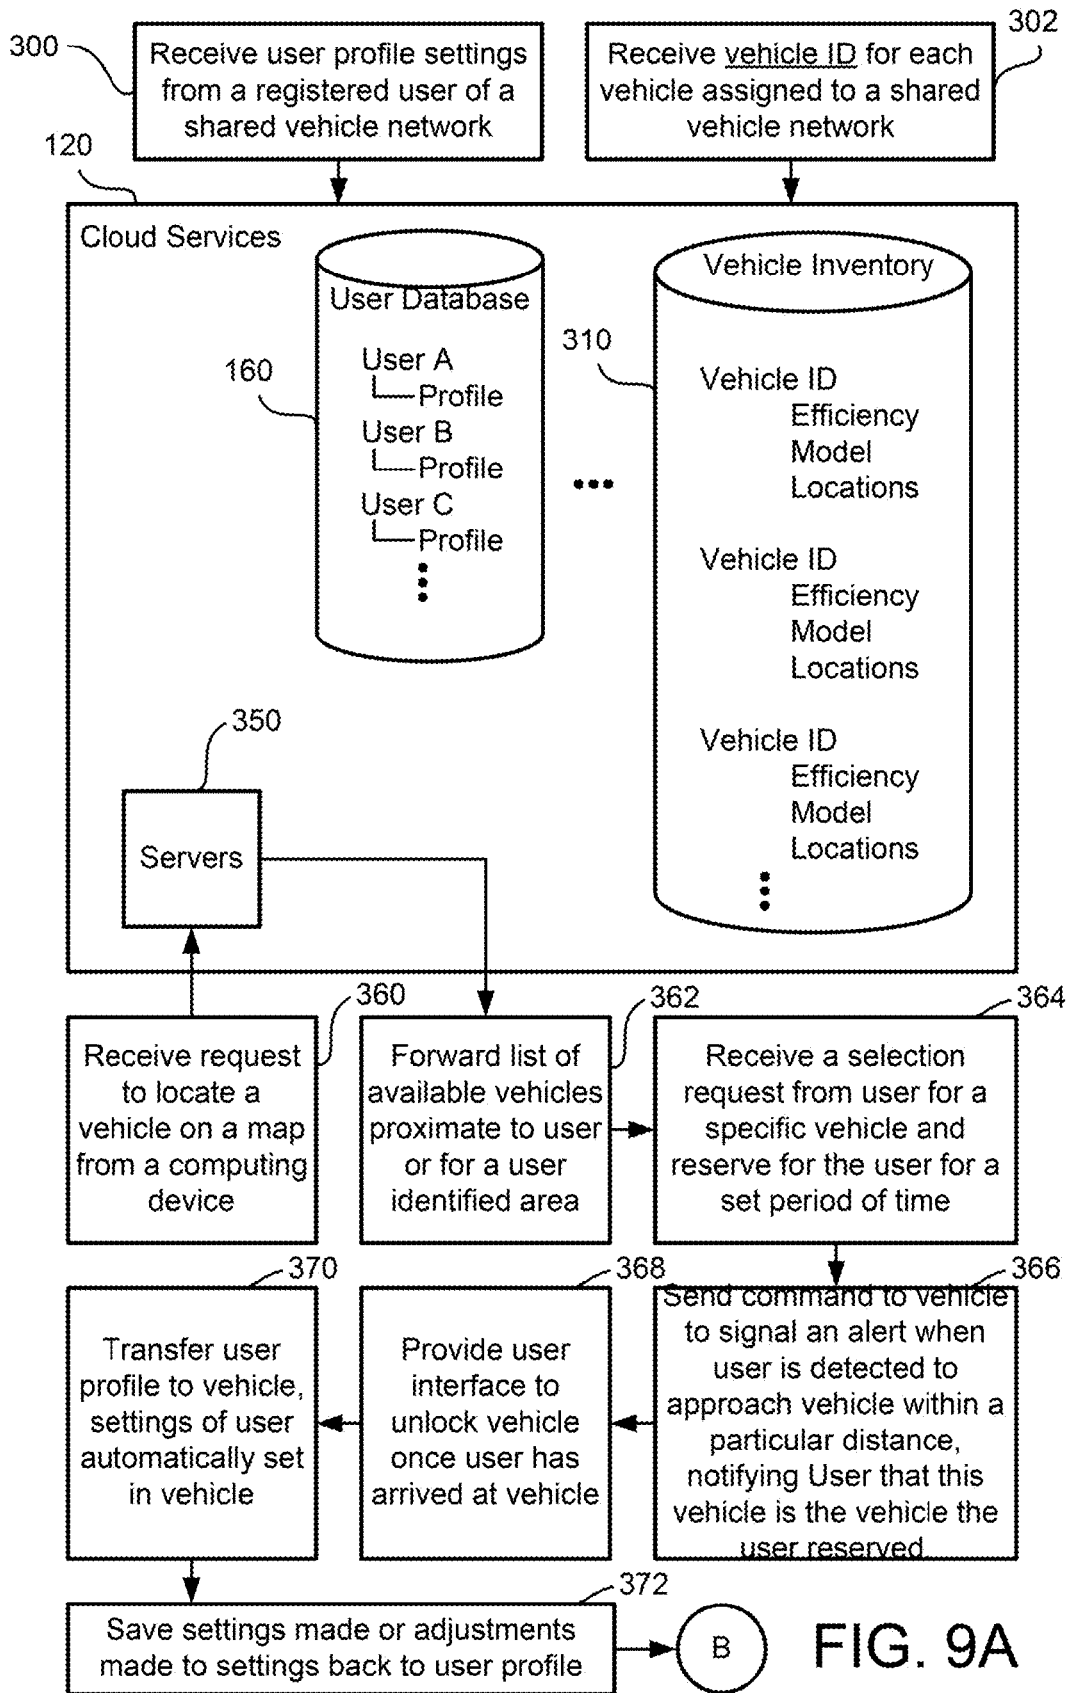 300
Receive user profile settings
from a registered user of a
shared vehicle network
Receive vehicle ID for each
vehicle assigned to a shared
vehicle network
302
120
Cloud Services
User Database
160
User A
Profile
User B
Profile
User C
Profile
Vehicle Inventory
310
Vehicle ID
Efficiency
Model
Locations
Vehicle ID
Efficiency
Model
Locations
Vehicle ID
Efficiency
Model
Locations
350
Servers
360
Receive request
to locate a
vehicle on a map
from a computing
device
362
Forward list of
available vehicles
proximate to user
or for a user
identified area
364
Receive a selection
request from user for a
specific vehicle and
reserve for the user for a
set period of time
366
Send command to vehicle
to signal an alert when
user is detected to
approach vehicle within a
particular distance,
notifying User that this
vehicle is the vehicle the
user reserved.
368
Provide user
interface to
unlock vehicle
once user has
arrived at vehicle
370
Transfer user
profile to vehicle,
settings of user
automatically set
in vehicle
372
Save settings made or adjustments
made to settings back to user profile
B
FIG. 9A